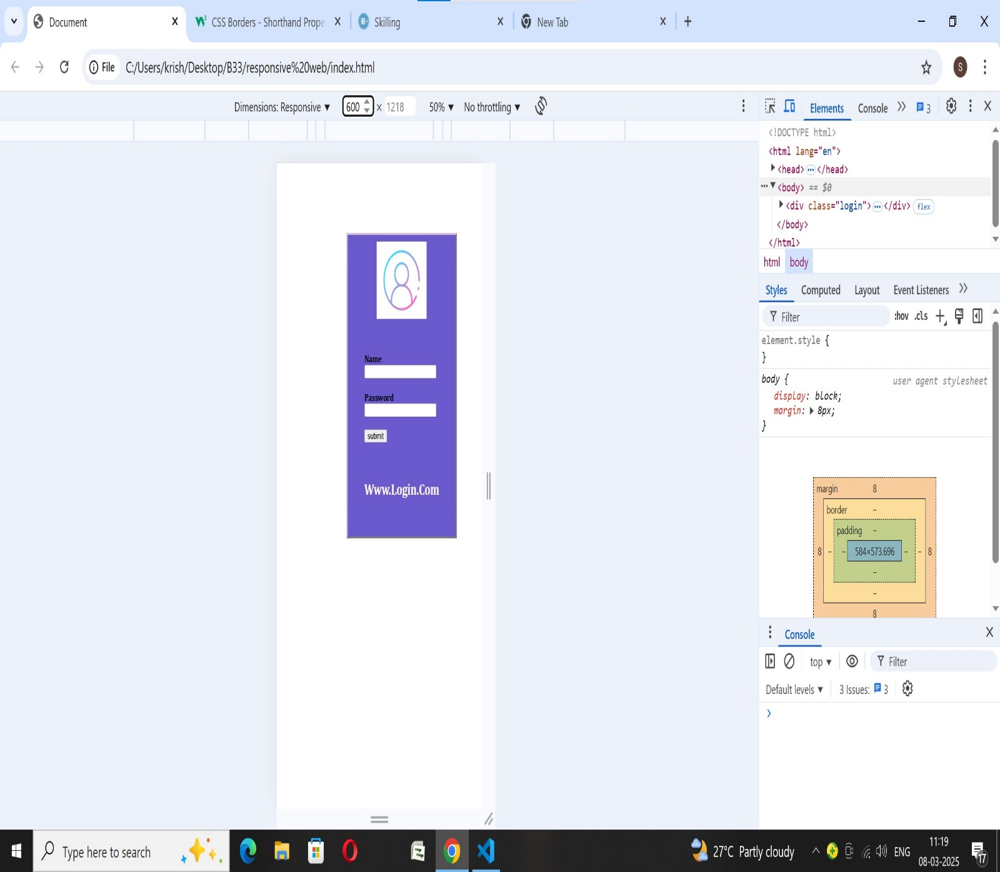 Document
CSS Borders - Shorthand Prope
Skilling
New Tab
File
C:/Users/krish/Desktop/B33/responsive%20web/index.html
Dimensions: Responsive
600 × 1218
50%
No throttling
Elements
Console
3
<!DOCTYPE html>
<html lang="en">
<head>…</head>
<body> == $0
<div class="login">…</div> flex
</body>
</html>
html body
Styles
Computed
Layout
Event Listeners
Filter
:hov .cls
element.style {
}
body {
user agent stylesheet
display: block;
margin: 8px;
}
margin 8
border –
padding –
8 – – 584×573.696 – – 8
–
–
8
Console
top
Filter
Default levels
3 Issues: 3
Name
Password
submit
Www.Login.Com
Type here to search
27°C Partly cloudy
ENG
11:19
08-03-2025
17
S